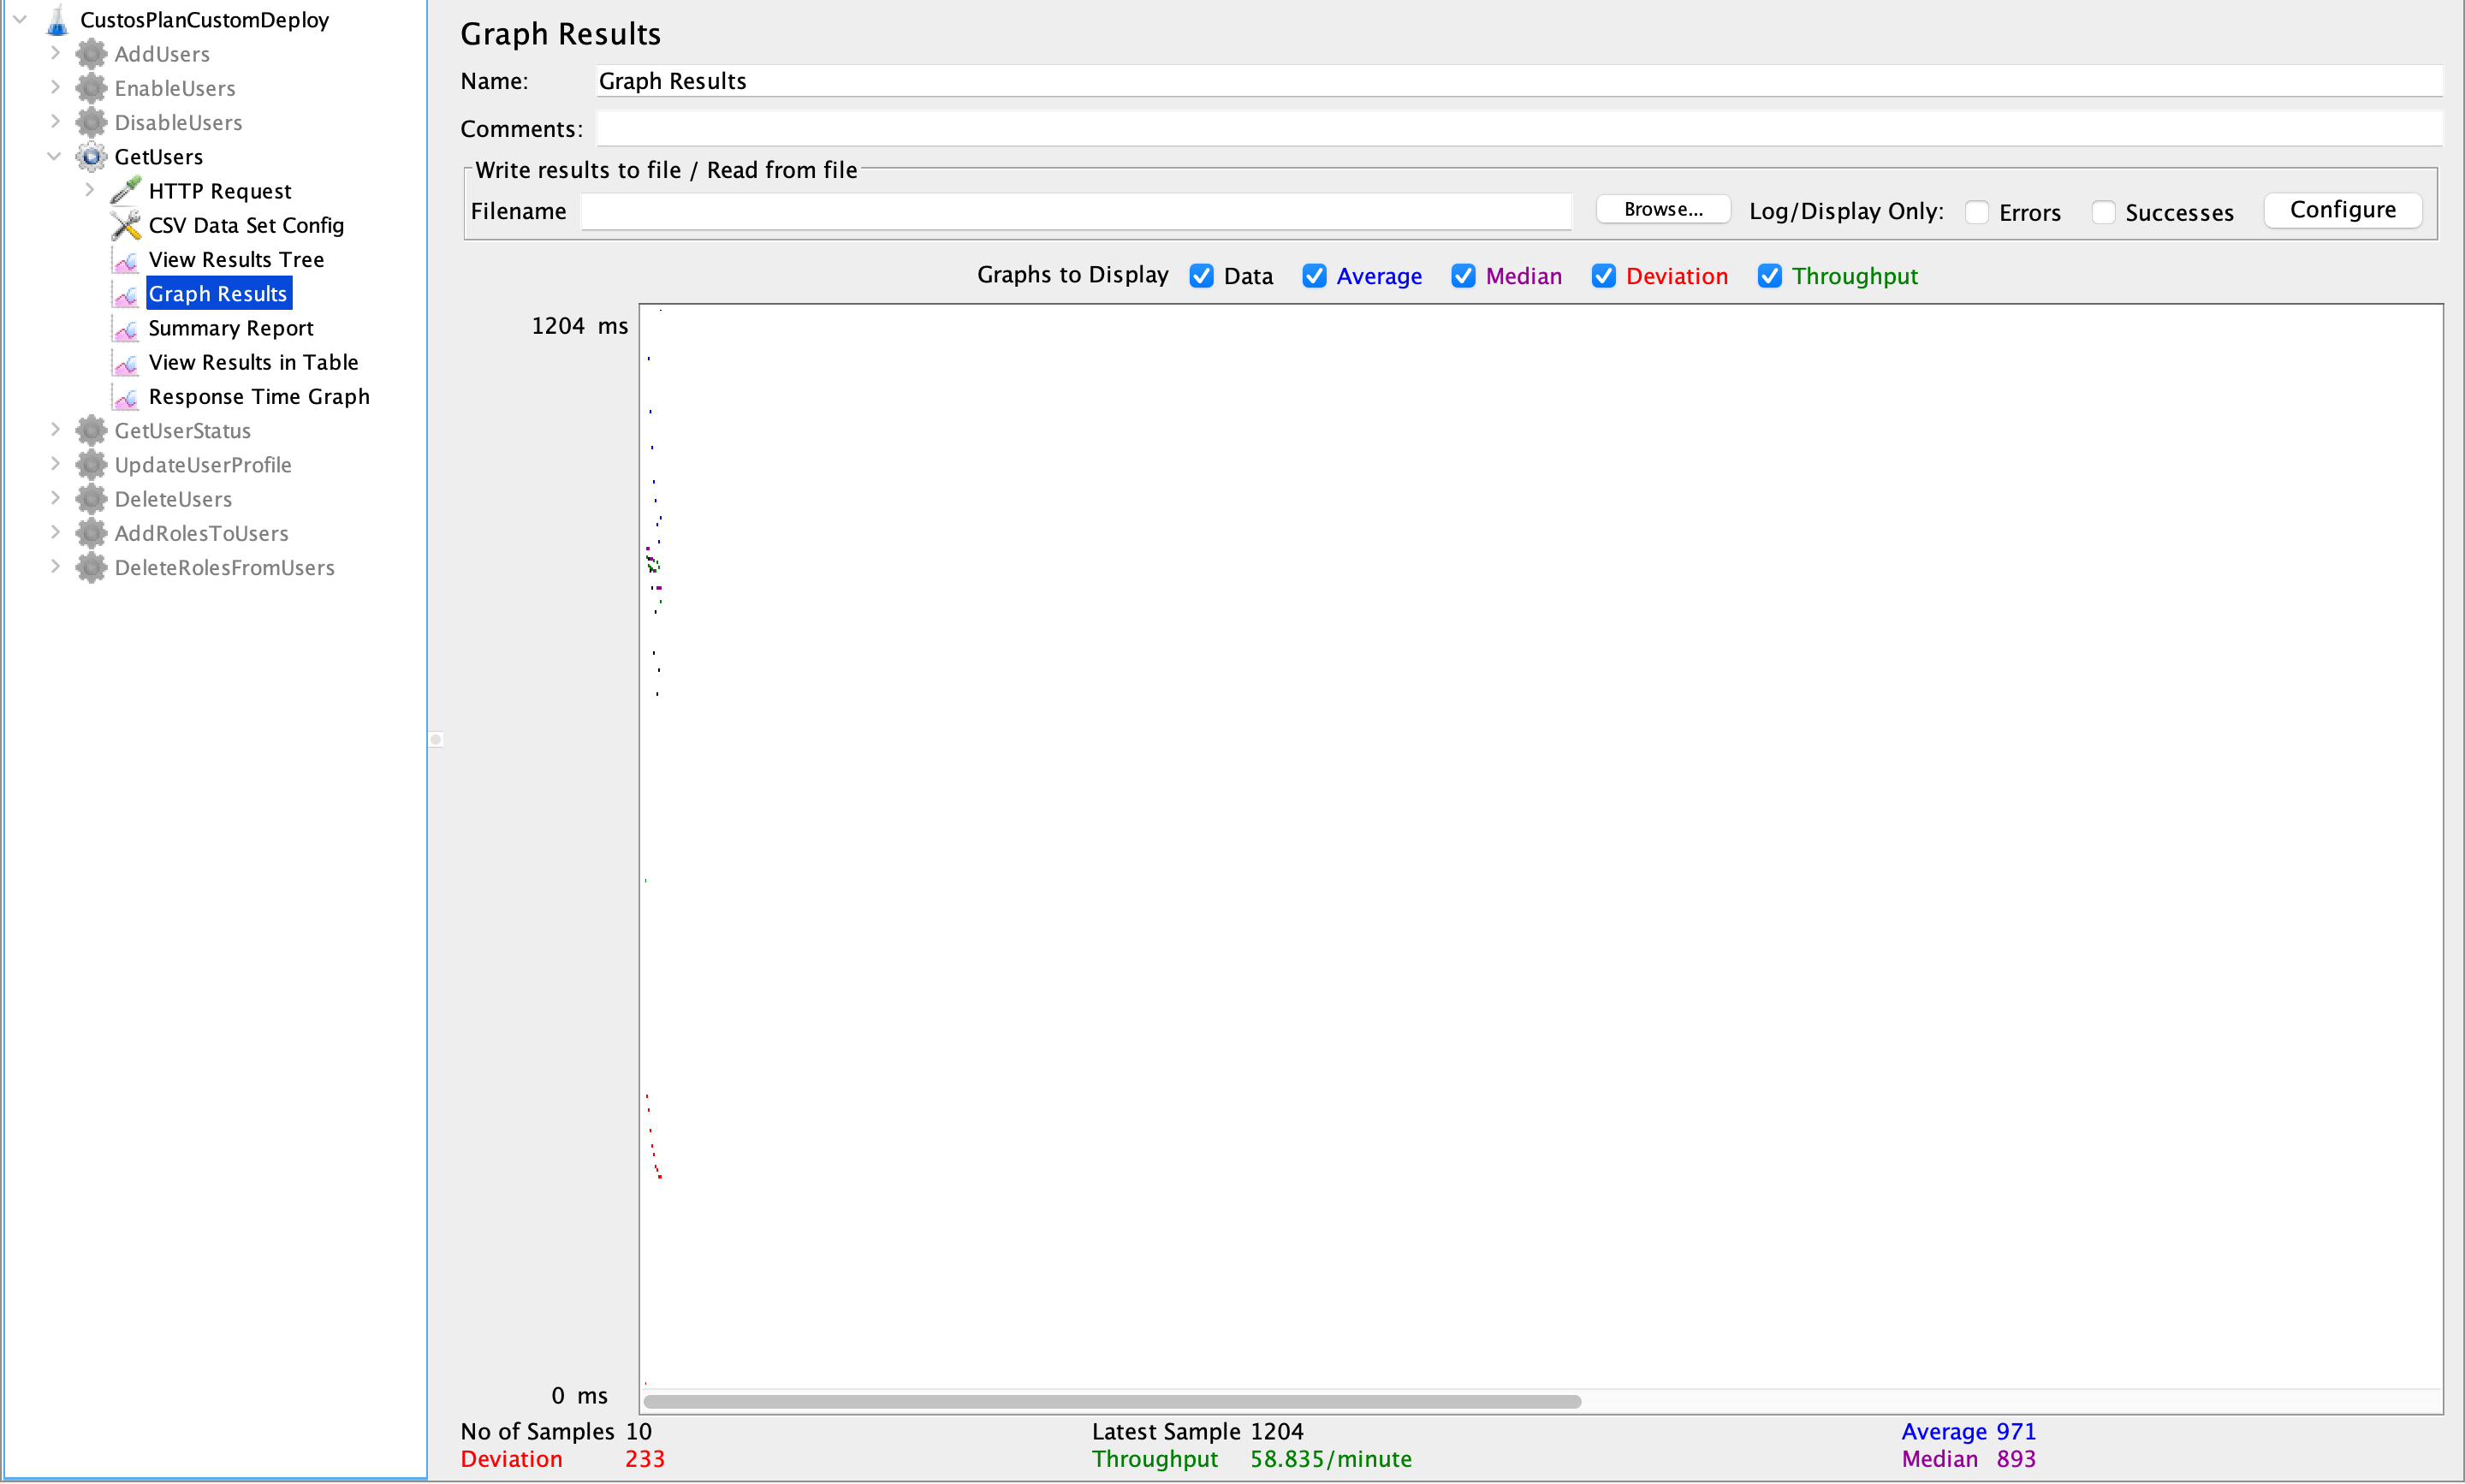 CustosPlanCustomDeploy
AddUsers
EnableUsers
DisableUsers
GetUsers
HTTP Request
CSV Data Set Config
View Results Tree
Graph Results
Summary Report
View Results in Table
Response Time Graph
GetUserStatus
UpdateUserProfile
DeleteUsers
AddRolesToUsers
DeleteRolesFromUsers
Graph Results
Name: Graph Results
Comments:
Write results to file / Read from file
Filename Browse... Log/Display Only: Errors Successes Configure
Graphs to Display Data Average Median Deviation Throughput
1204 ms
0 ms
No of Samples 10 Latest Sample 1204 Average 971
Deviation 233 Throughput 58.835/minute Median 893